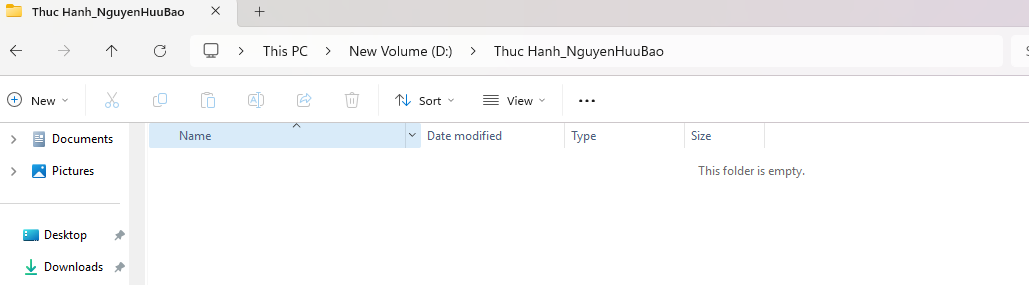 Thuc Hanh_NguyenHuuBao
This PC New Volume (D:) Thuc Hanh_NguyenHuuBao
New Sort View
Documents
Pictures
Desktop
Downloads
Name Date modified Type Size
This folder is empty.